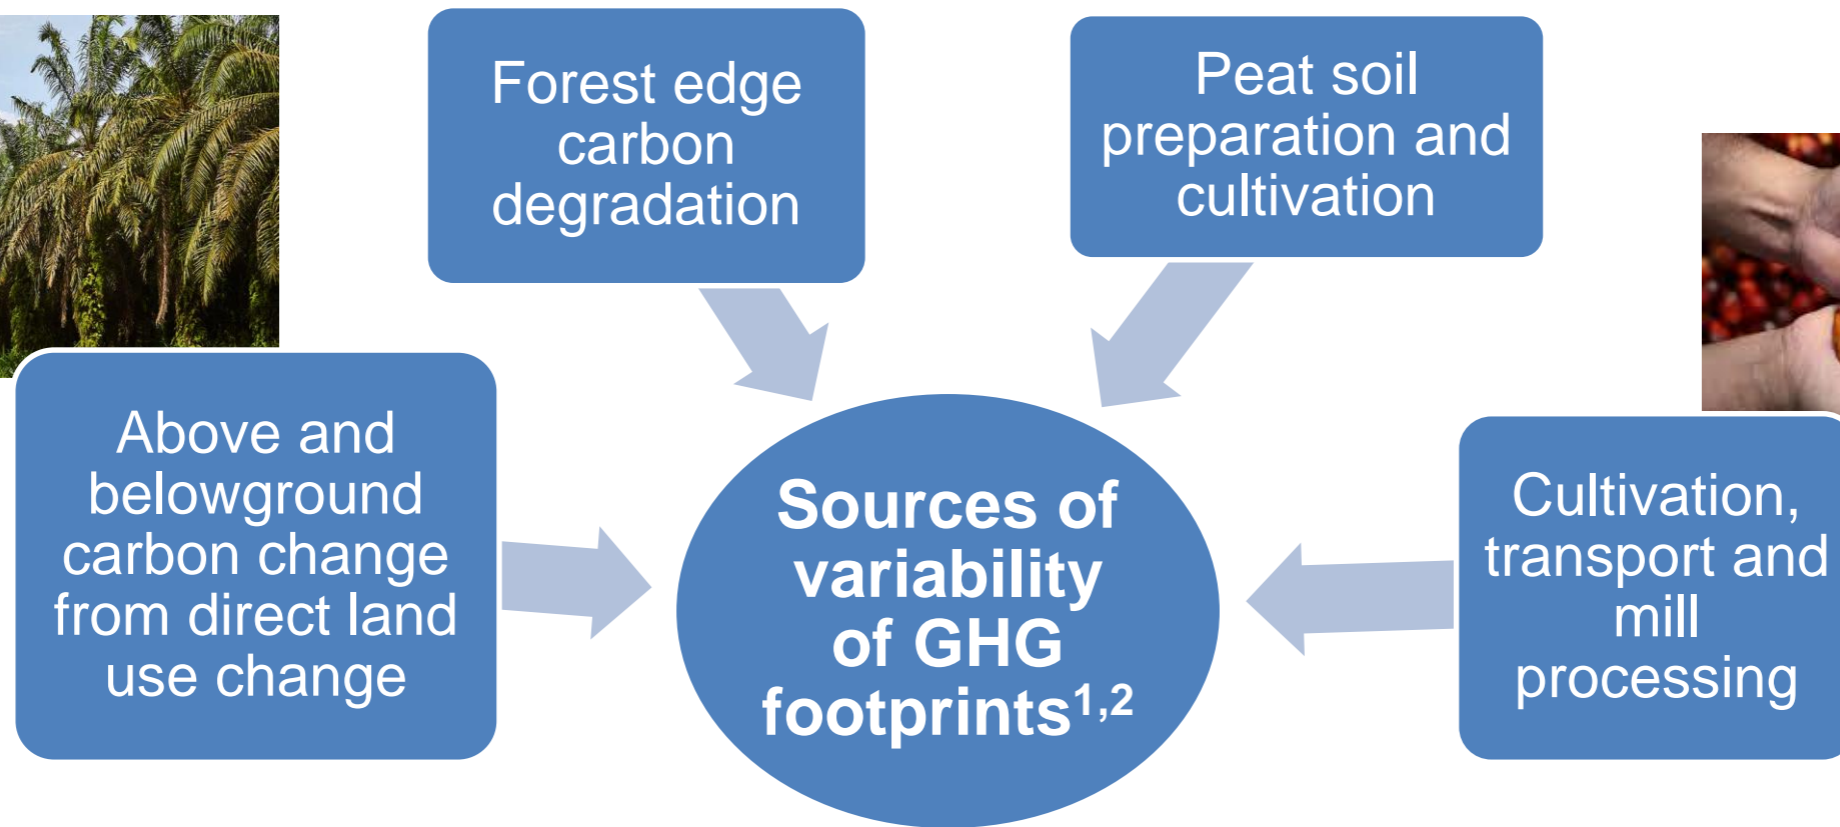 Forest edge
carbon
degradation
Peat soil
preparation and
cultivation
Above and
belowground
carbon change
from direct land
use change
Sources of
variability
of GHG
footprints¹,²
Cultivation,
transport and
mill
processing